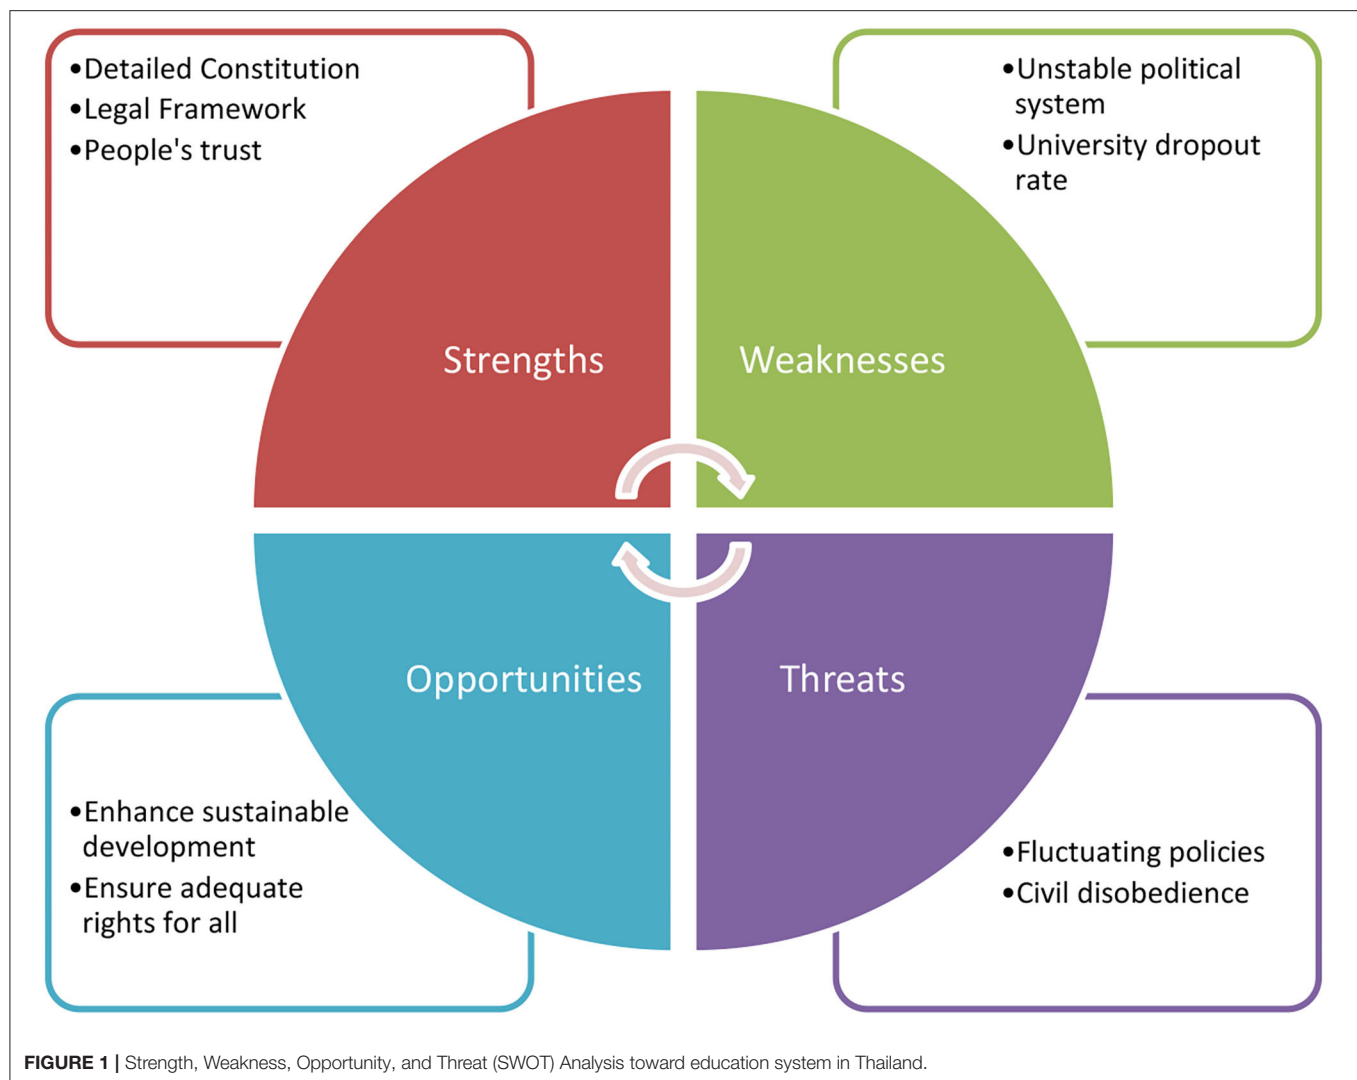 •Detailed Constitution
•Legal Framework
•People's trust
•Unstable political
system
•University dropout
rate
Strengths
Weaknesses
Opportunities
Threats
•Enhance sustainable
development
•Ensure adequate
rights for all
•Fluctuating policies
•Civil disobedience
FIGURE 1 | Strength, Weakness, Opportunity, and Threat (SWOT) Analysis toward education system in Thailand.